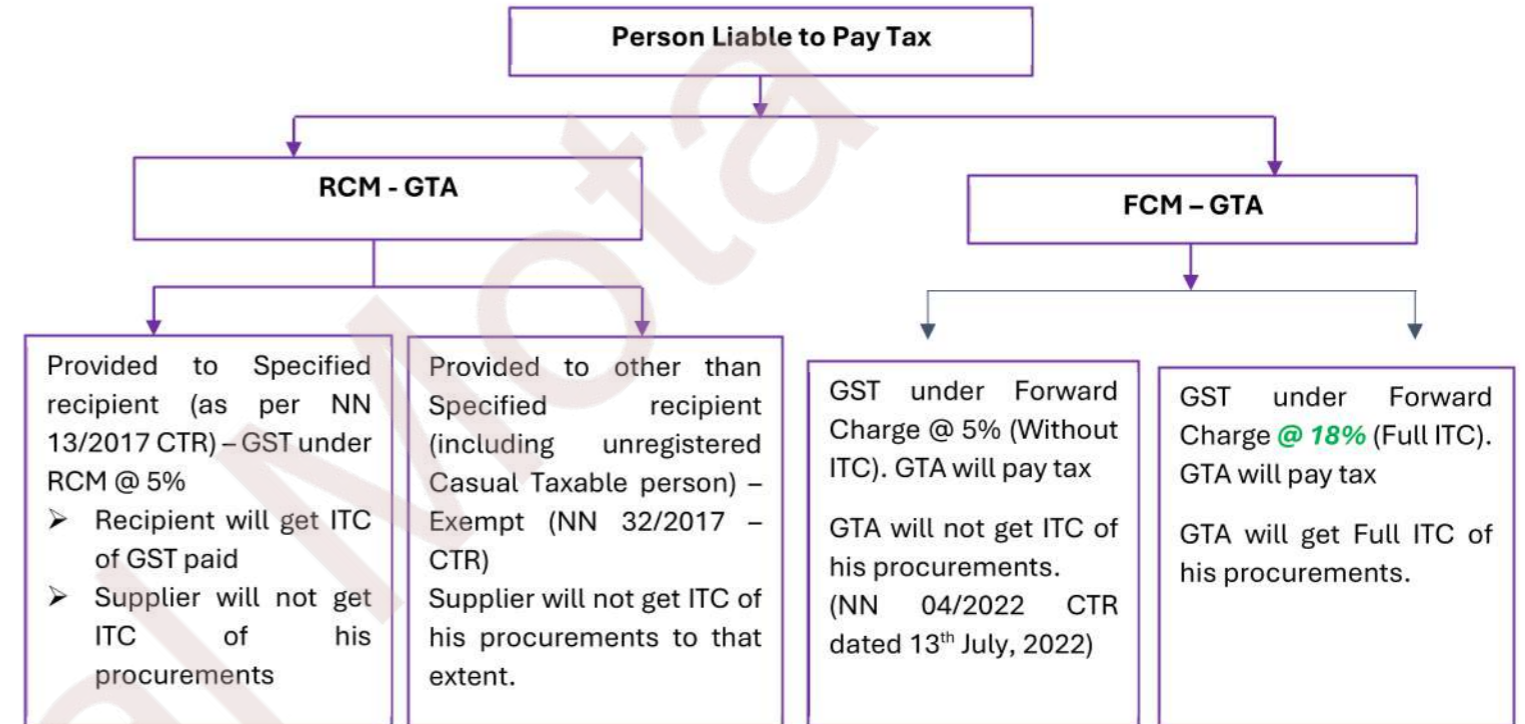 Person Liable to Pay Tax
RCM - GTA
FCM – GTA
Provided to Specified
recipient (as per NN
13/2017 CTR) – GST under
RCM @ 5%
➢ Recipient will get ITC
of GST paid
➢ Supplier will not get
ITC of his
procurements
Provided to other than
Specified recipient
(including unregistered
Casual Taxable person) –
Exempt (NN 32/2017 –
CTR)
Supplier will not get ITC of
his procurements to that
extent.
GST under Forward
Charge @ 5% (Without
ITC). GTA will pay tax
GTA will not get ITC of
his procurements.
(NN 04/2022 CTR
dated 13th July, 2022)
GST under Forward
Charge @ 18% (Full ITC).
GTA will pay tax
GTA will get Full ITC of
his procurements.
al Mota